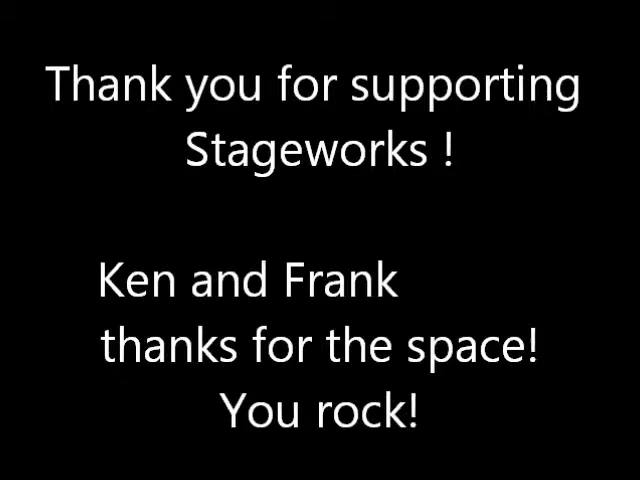 Thank you for supporting
Stageworks !
Ken and Frank
thanks for the space!
You rock!